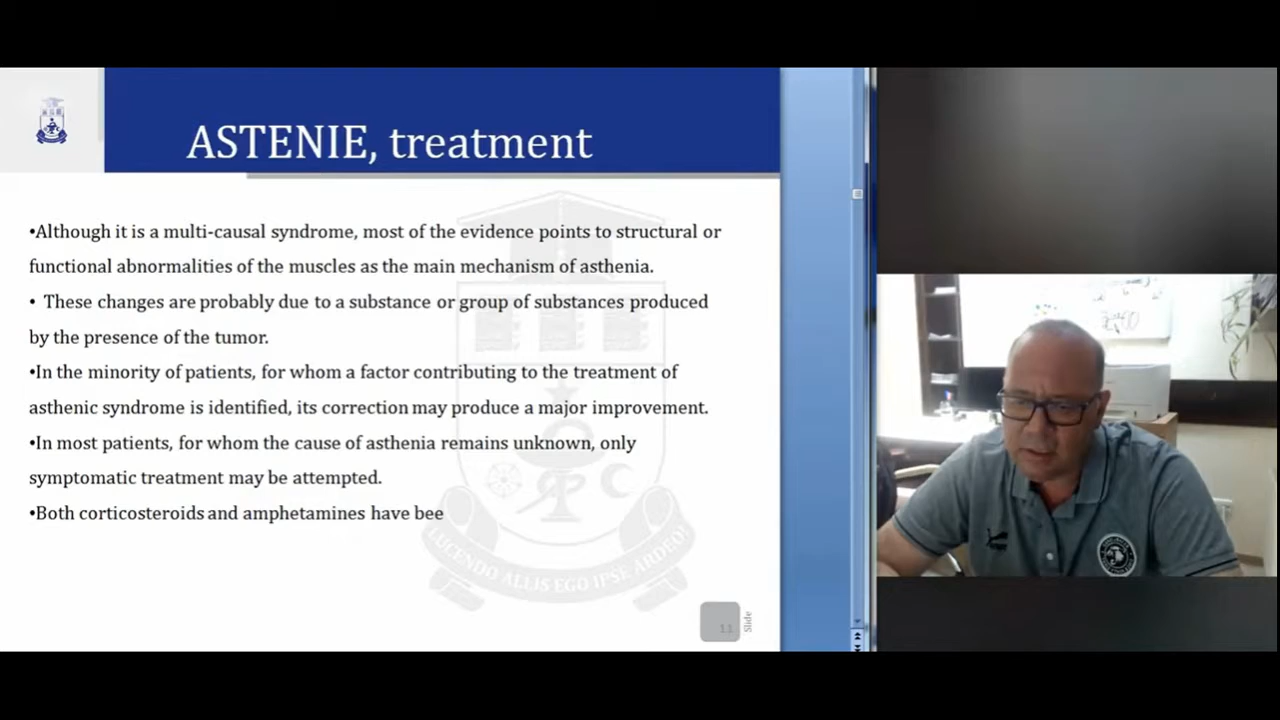 ASTENIE, treatment
•Although it is a multi-causal syndrome, most of the evidence points to structural or
functional abnormalities of the muscles as the main mechanism of asthenia.
• These changes are probably due to a substance or group of substances produced
by the presence of the tumor.
•In the minority of patients, for whom a factor contributing to the treatment of
asthenic syndrome is identified, its correction may produce a major improvement.
•In most patients, for whom the cause of asthenia remains unknown, only
symptomatic treatment may be attempted.
•Both corticosteroids and amphetamines have bee
LUCENDO ALLIS EGO IPSE ARDEO!
11
Slide